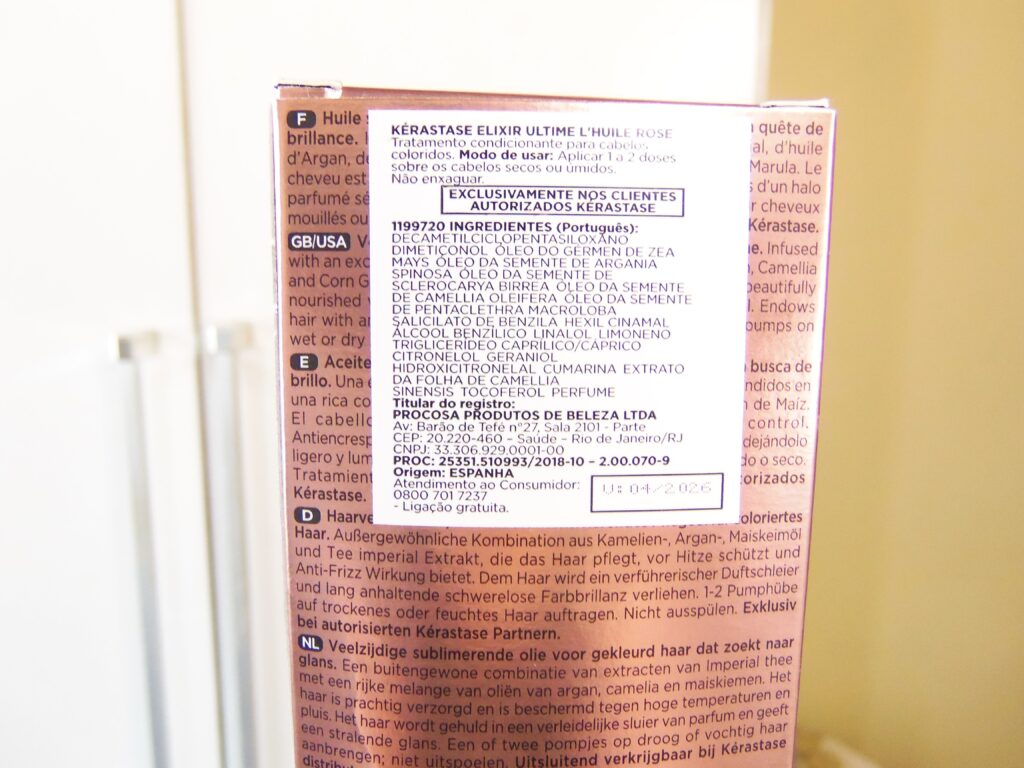 KÉRASTASE ELIXIR ULTIME L'HUILE ROSE
Tratamento condicionante para cabelos
coloridos. Modo de usar: Aplicar 1 a 2 doses
sobre os cabelos secos ou úmidos.
Não enxaguar.
EXCLUSIVAMENTE NOS CLIENTES
AUTORIZADOS KÉRASTASE
1199720 INGREDIENTES (Português):
DECAMETILCICLOPENTASILOXANO
DIMETICONOL ÓLEO DO GERMEN DE ZEA
MAYS ÓLEO DA SEMENTE DE ARGANIA
SPINOSA ÓLEO DA SEMENTE DE
SCLEROCARYA BIRREA ÓLEO DA SEMENTE
DE CAMELLIA OLEIFERA ÓLEO DA SEMENTE
DE PENTACLETHRA MACROLOBA
SALICILATO DE BENZILA HEXIL CINAMAL
ÁLCOOL BENZÍLICO LINALOL LIMONENO
TRIGLICERÍDEO CAPRÍLICO/CÁPRICO
CITRONELOL GERANIOL
HIDROXICITRONELAL CUMARINA EXTRATO
DA FOLHA DE CAMELLIA
SINENSIS TOCOFEROL PERFUME
Titular do registro:
PROCOSA PRODUTOS DE BELEZA LTDA
Av: Barão de Tefé n°27, Sala 2101 - Parte
CEP: 20.220-460 – Saúde – Rio de Janeiro/RJ
CNPJ: 33.306.929.0001-00
PROC: 25351.510993/2018-10 – 2.00.070-9
Origem: ESPANHA
Atendimento ao Consumidor:
0800 701 7237
- Ligação gratuita.
V: 04/2026
F Huile
brillance.
d'Argan,
cheveu est
parfumé
mouillés ou
quête de
d'huile
Marula. Le
d'un halo
cheveux
Kérastase.
GB/USA
with an
and Corn
nourished
hair with
wet or dry
Infused
Camellia
beautifully
Endows
pumps on
E Aceite
brillo. Una
una rica
El cabello
ligero y
Kérastase.
busca de
de Maíz.
control.
dejándolo
o seco.
D
coloriertes
Haar. Außergewöhnliche Kombination aus Kamelien-, Argan-, Maiskeimöl
und Tee imperial Extrakt, die das Haar pflegt, vor Hitze schützt und
Anti-Frizz Wirkung bietet. Dem Haar wird ein verführerischer Duftschleier
und lang anhaltende schwerelose Farbbrillanz verliehen. 1-2 Pumphübe
auf trockenes oder feuchtes Haar auftragen. Nicht ausspülen. Exklusiv
bei autorisierten Kérastase Partnern.
NL Veelzijdige sublimerende olie voor gekleurd haar dat zoekt naar
glans. Een buitengewone combinatie van extracten van Imperial thee
met een rijke melange van oliën van argan, camelia en maiskiemen. Het
haar is prachtig verzorgd en is beschermd tegen hoge temperaturen en
pluis. Het haar wordt gehuld in een verleidelijke sluier van parfum en geeft
een stralende glans. Een of twee pompjes op droog of vochtig haar
aanbrengen; niet uitspoelen. Uitsluitend verkrijgbaar bij Kérastase